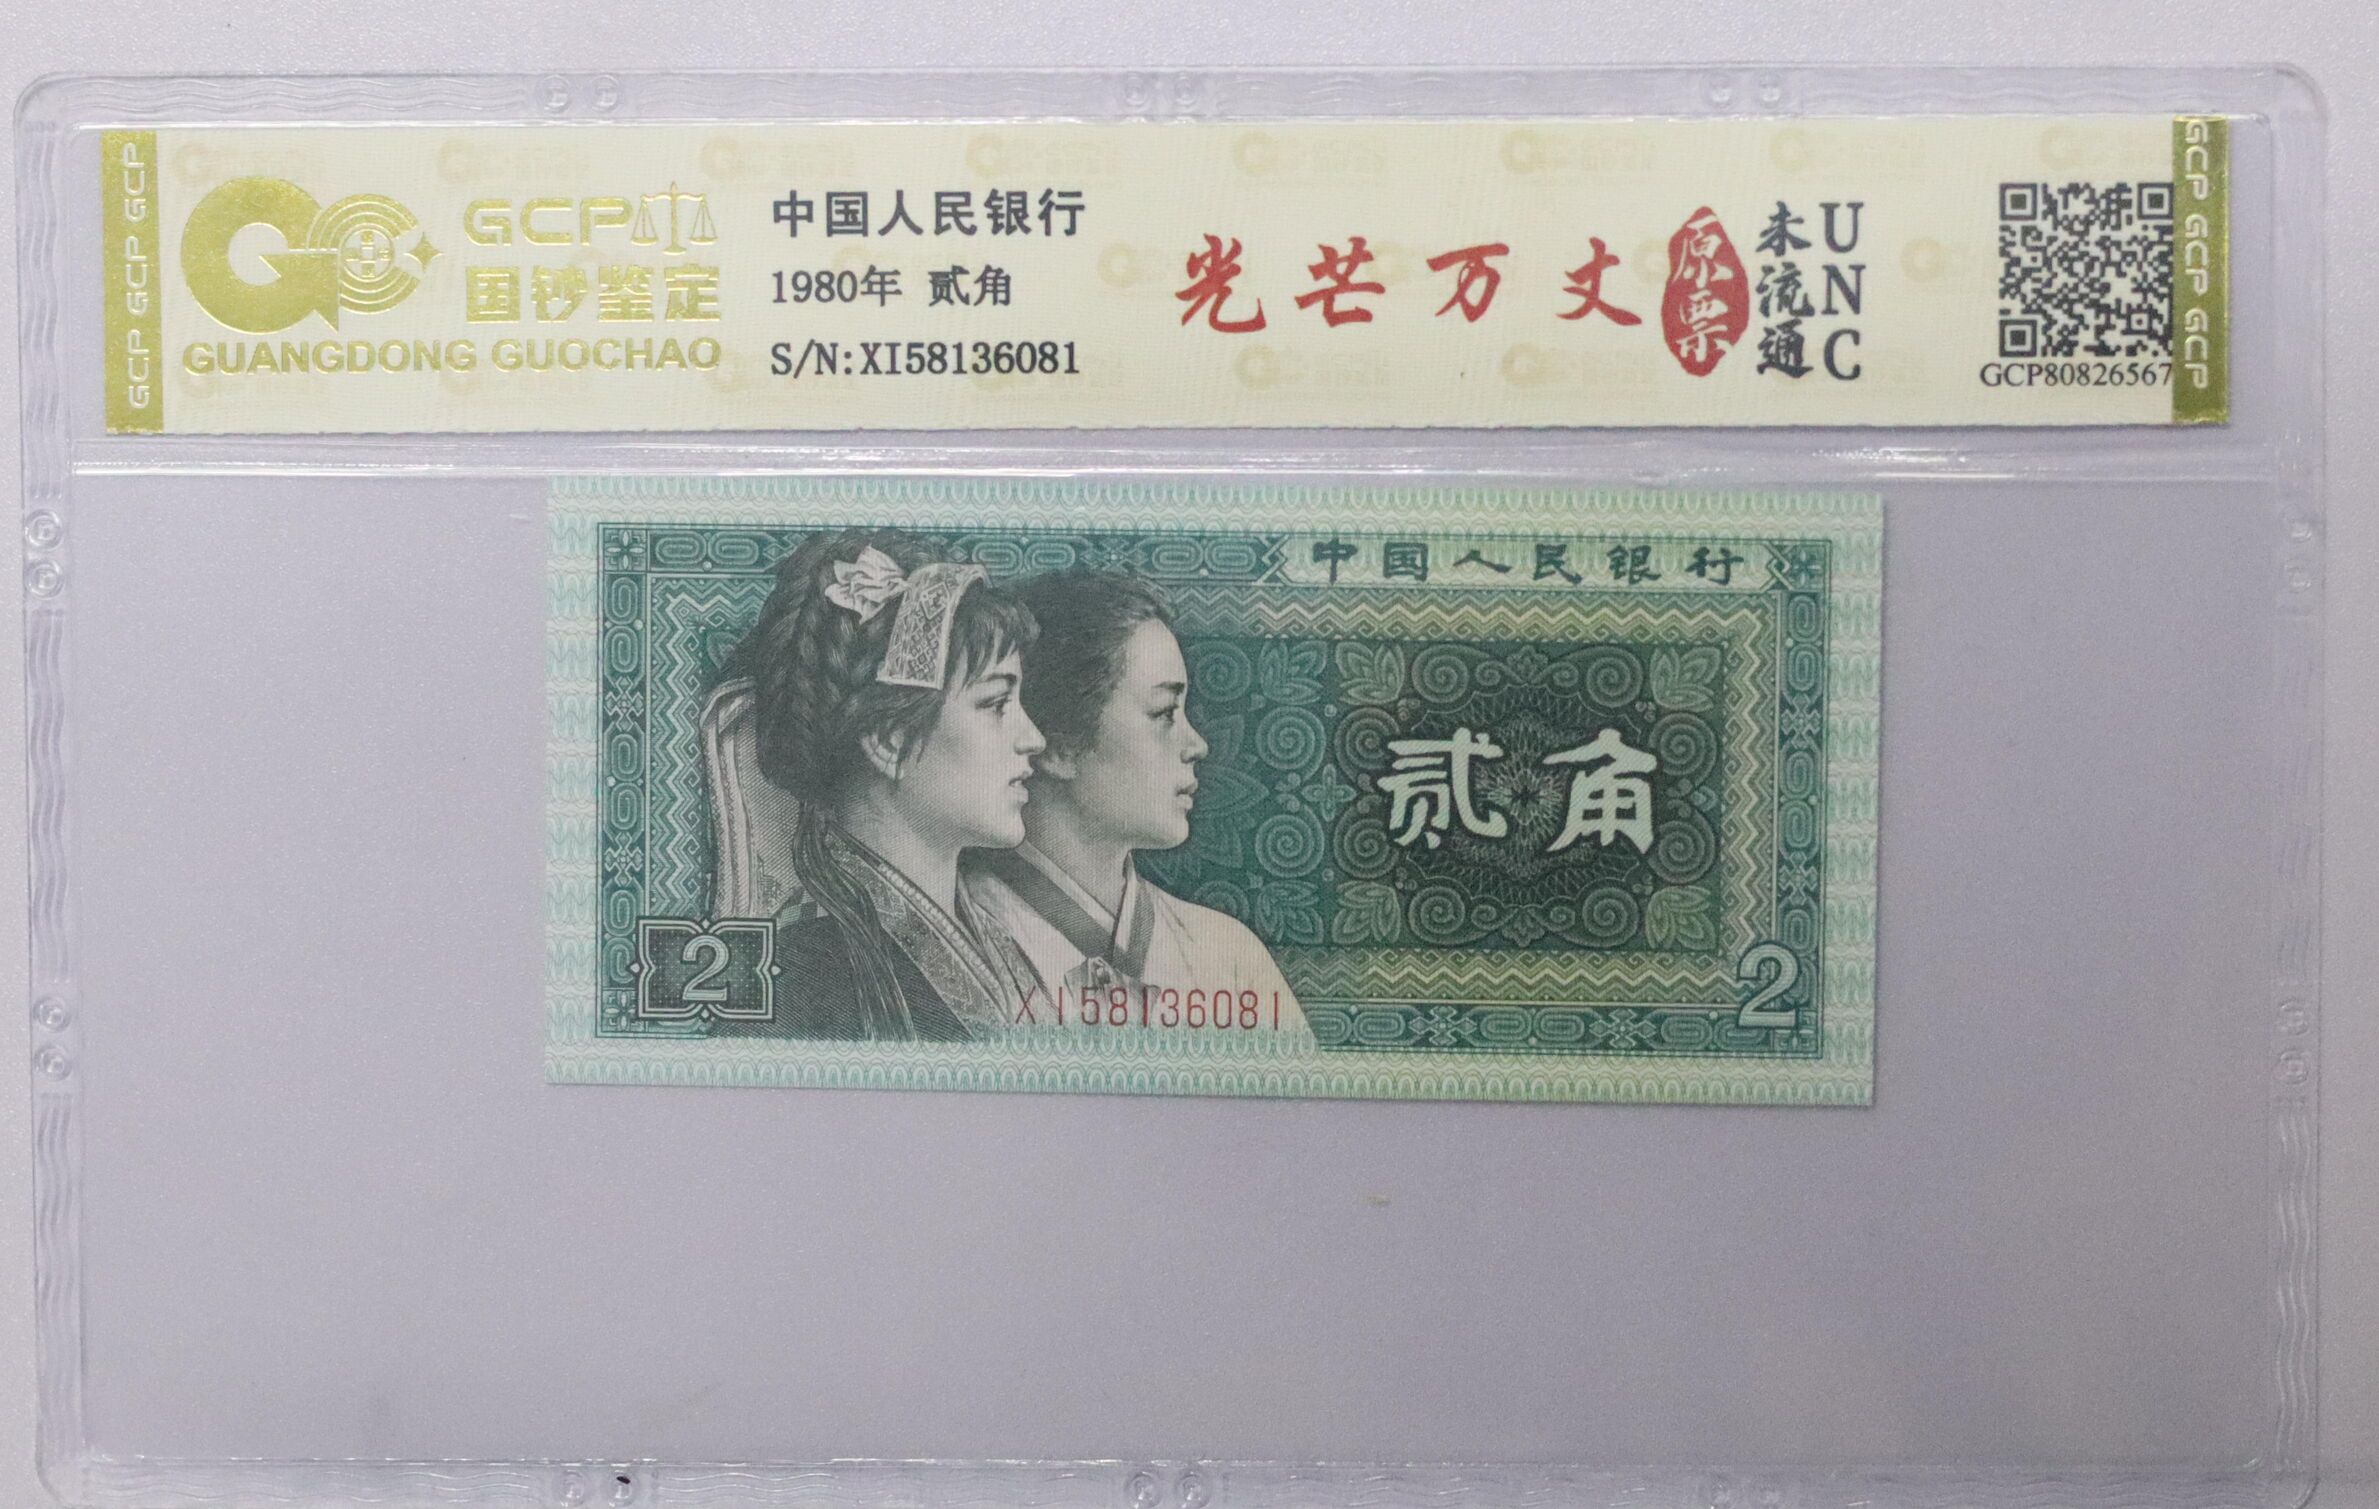 GCP GCP GCP
GCP
国钞鉴定
GUANGDONG GUOCHAO
中国人民银行
1980年 贰角
S/N:XI58136081
光芒万丈
原票
未流通
UNC
GCP80826567
GCP GCP GCP
中国人民银行
贰角
2
XI58136081
2